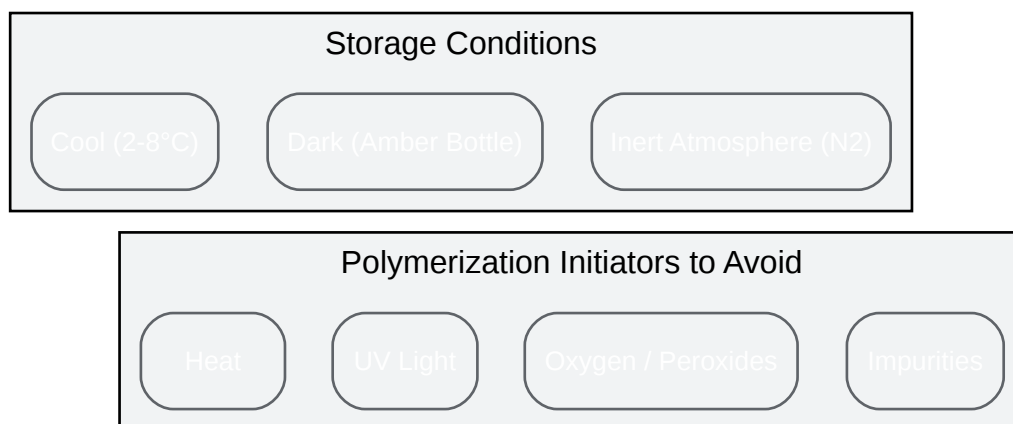 Storage Conditions
Cool (2-8°C)
Dark (Amber Bottle)
Inert Atmosphere (N2)
Polymerization Initiators to Avoid
Heat
UV Light
Oxygen / Peroxides
Impurities